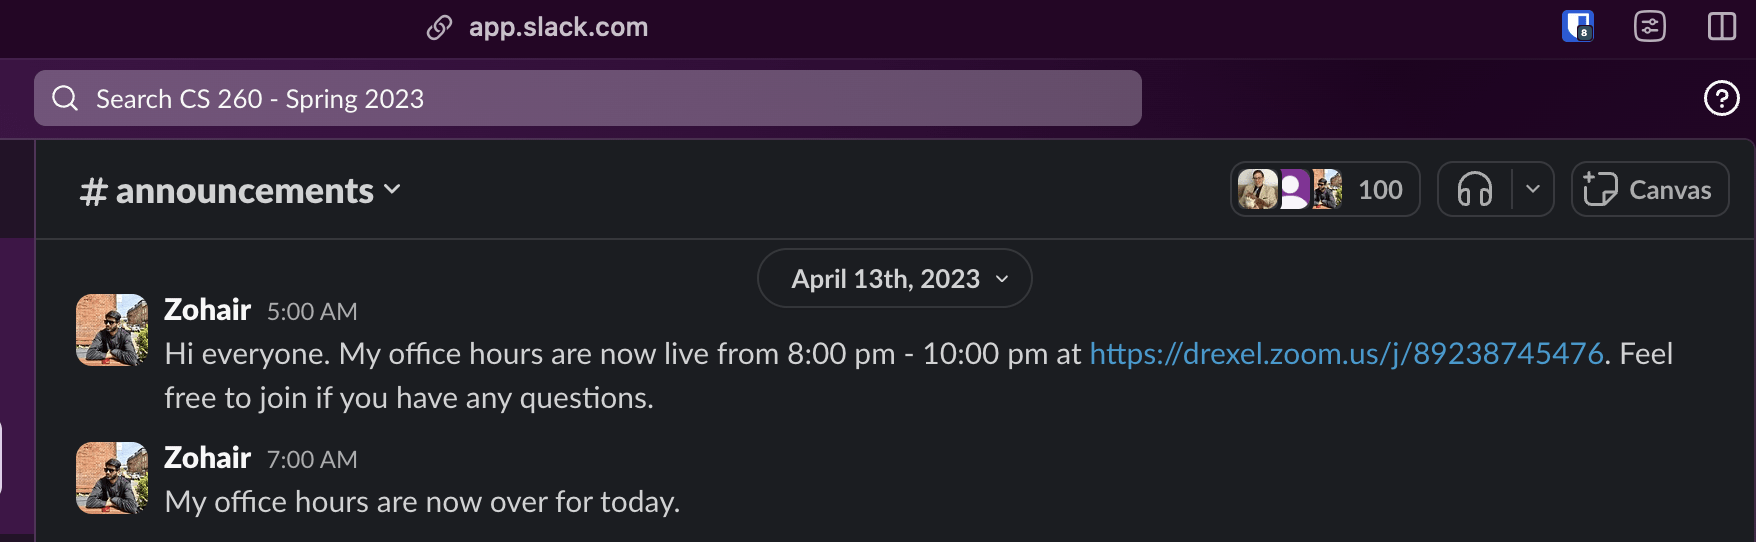 app.slack.com
8
Search CS 260 - Spring 2023
?
# announcements
100
Canvas
April 13th, 2023
Zohair 5:00 AM
Hi everyone. My office hours are now live from 8:00 pm - 10:00 pm at https://drexel.zoom.us/j/89238745476. Feel
free to join if you have any questions.
Zohair 7:00 AM
My office hours are now over for today.